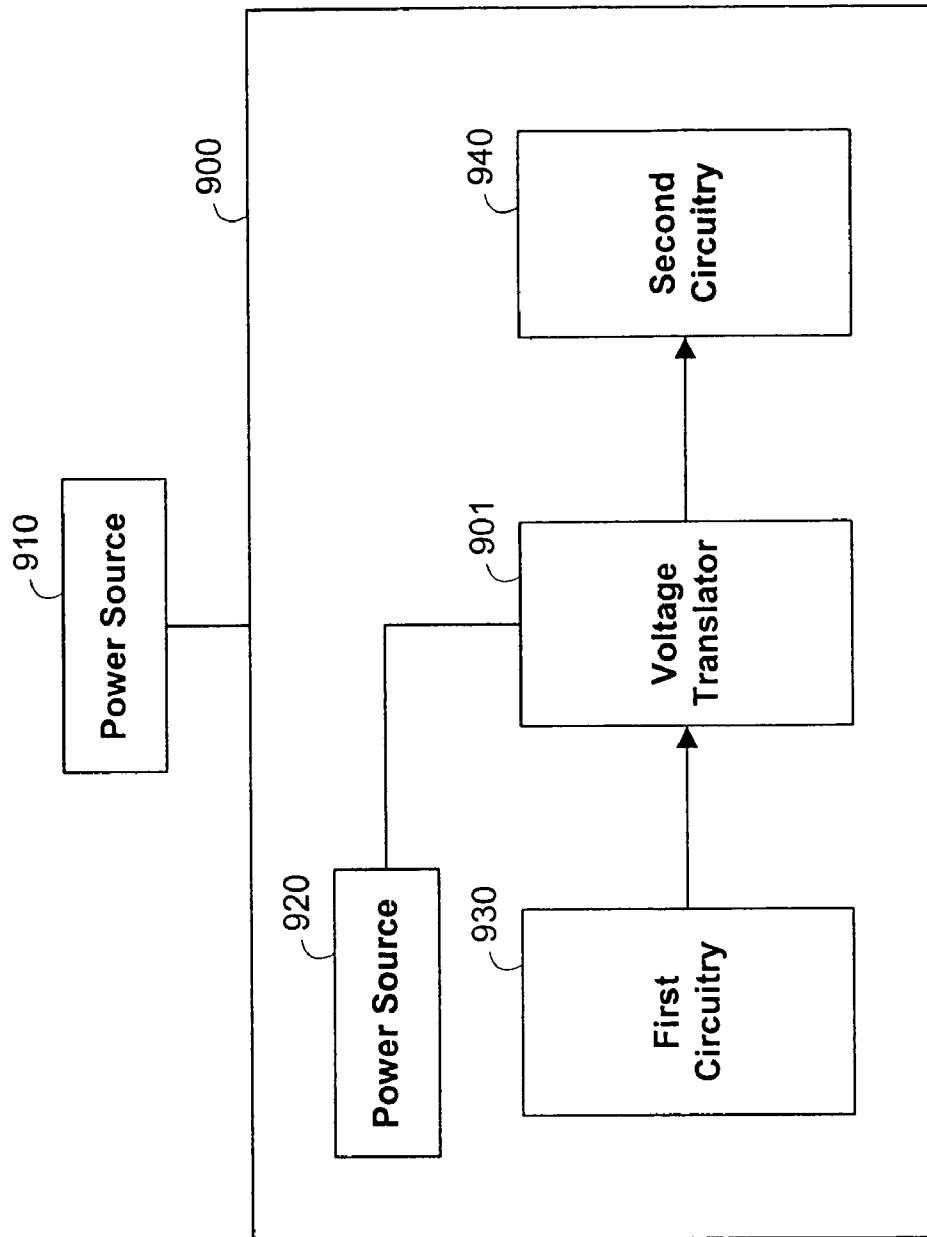 910
Power Source
900
920
Power Source
930
First
Circuitry
901
Voltage
Translator
940
Second
Circuitry